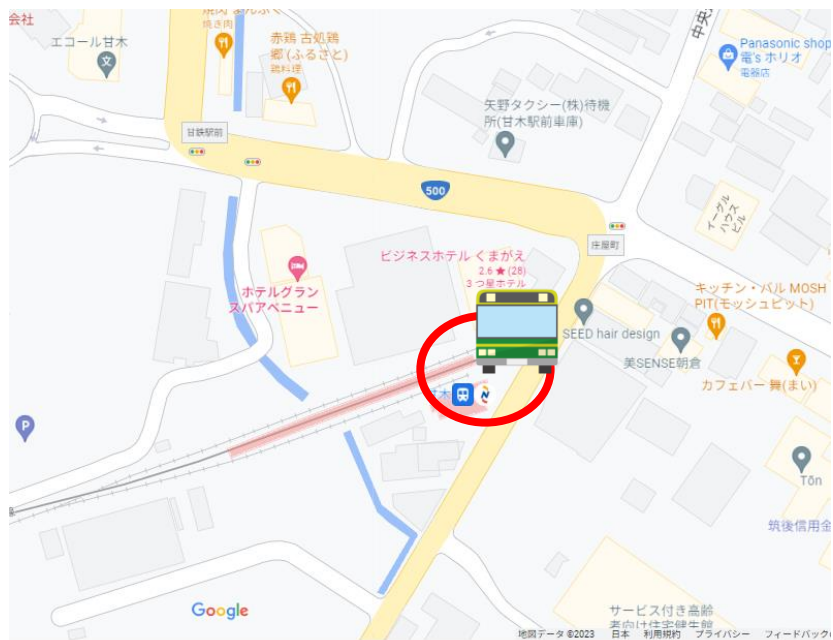 会社
エコール甘木
焼き肉
赤鶏 古処鶏
郷 (ふるさと)
鶏料理
中央
Panasonic shop
電's ホリオ
電器店
矢野タクシー(株)待機
所(甘木駅前車庫)
甘鉄駅前
500
イーグル
ハウス
ビル
庄屋町
ビジネスホテル くまがえ
2.6 ★ (28)
3 つ星ホテル
ホテルグラン
スパアベニュー
キッチン・バル MOSH
PIT(モッシュピット)
SEED hair design
美SENSE朝倉
カフェバー 舞(まい)
木
P
Tōn
筑後信用金
Google
サービス付き高齢
者向け住宅健生館
地図データ ©2023 日本 利用規約 プライバシー フィードバック